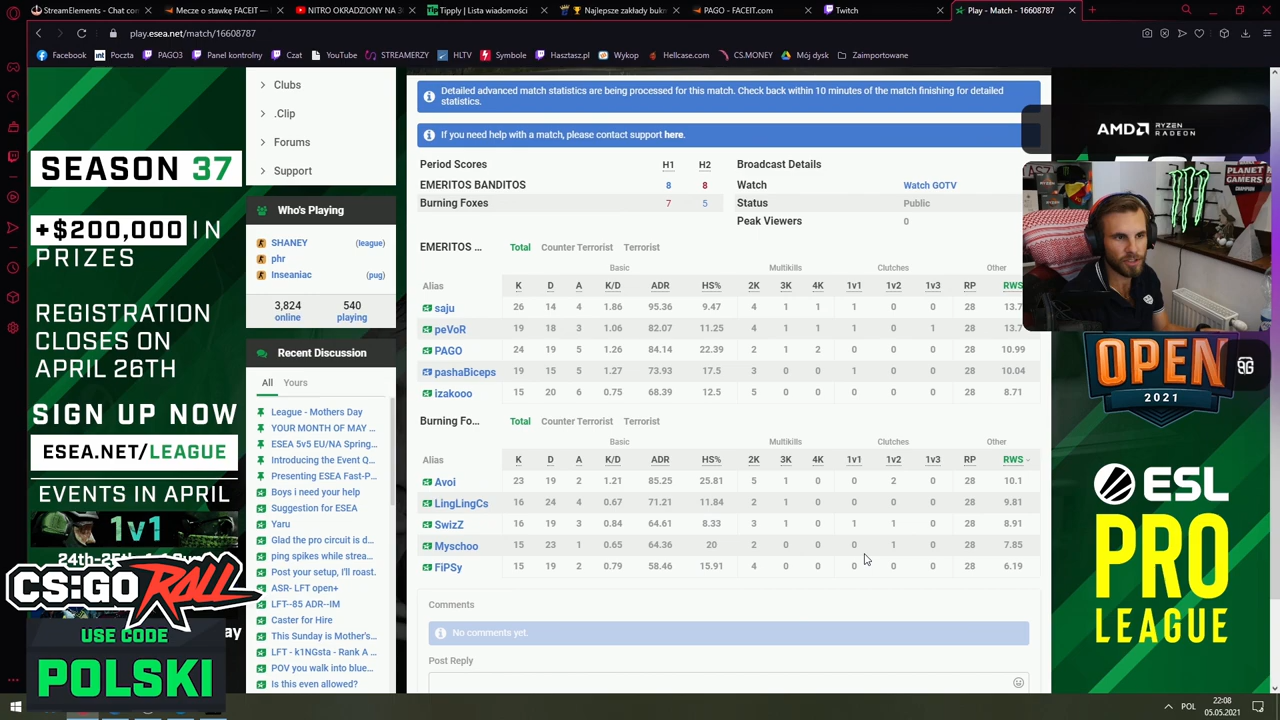 StreamElements - Chat con
Am I FREAKY FACE
NITRO OKRADZIONY NA 3
Tipply | Lista wiadomości
Najlepsze zakłady buk
PAGO - FACEIT.com
Twitch
Play - Match - 16608787
play.esea.net/match/16608787
Facebook
Poczta
PAGO3
Panel kontrolny
Czat
YouTube
STREAMERZY
HLTV
Symbole
Hasztasz.pl
Wykop
Hellcase.com
CS.MONEY
Mój dysk
Zaimportowane
SEASON 37
+$200,000 IN
PRIZES
REGISTRATION
CLOSES ON
APRIL 26TH
SIGN UP NOW
ESEA.NET/LEAGUE
EVENTS IN APRIL
1v1
CS:GO ROLL
USE CODE
POLSKI
Clubs
.Clip
Forums
Support
Who's Playing
SHANEY (league)
phr
Inseaniac (pug)
3,824 540
online playing
Recent Discussion
All Yours
League - Mothers Day
YOUR MONTH OF MAY ...
ESEA 5v5 EU/NA Spring...
Introducing the Event Q...
Presenting ESEA Fast-P...
Boys i need your help
Suggestion for ESEA
Yaru
Glad the pro circuit is d...
ping spikes while strea...
Post your setup, I'll roast.
ASR- LFT open+
LFT--85 ADR--IM
Caster for Hire
This Sunday is Mother's...
LFT - k1NGsta - Rank A ...
POV you walk into blue...
Is this even allowed?
Detailed advanced match statistics are being processed for this match. Check back within 10 minutes of the match finishing for detailed
statistics.
If you need help with a match, please contact support here.
Period Scores H1 H2
EMERITOS BANDITOS 8 8
Burning Foxes 7 5
Broadcast Details
Watch Watch GOTV
Status Public
Peak Viewers 0
EMERITOS ... Total Counter Terrorist Terrorist
Basic Multikills Clutches Other
Alias K D A K/D ADR HS% 2K 3K 4K 1v1 1v2 1v3 RP RWS
saju 26 14 4 1.86 95.36 9.47 4 1 1 1 0 0 28 13.7
peVoR 19 18 3 1.06 82.07 11.25 4 1 1 1 0 1 28 13.7
PAGO 24 19 5 1.26 84.14 22.39 2 1 2 0 0 0 28 10.99
pashaBiceps 19 15 5 1.27 73.93 17.5 3 0 0 1 0 0 28 10.04
izakooo 15 20 6 0.75 68.39 12.5 5 0 0 0 0 0 28 8.71
Burning Fo... Total Counter Terrorist Terrorist
Basic Multikills Clutches Other
Alias K D A K/D ADR HS% 2K 3K 4K 1v1 1v2 1v3 RP RWS
Avoi 23 19 2 1.21 85.25 25.81 5 1 0 0 2 0 28 10.1
LingLingCs 16 24 4 0.67 71.21 11.84 2 1 0 0 0 0 28 9.81
SwizZ 16 19 3 0.84 64.61 8.33 3 1 0 1 1 0 28 8.91
Myschoo 15 23 1 0.65 64.36 20 2 0 0 0 1 0 28 7.85
FiPSy 15 19 2 0.79 58.46 15.91 4 0 0 0 0 0 28 6.19
Comments
No comments yet.
Post Reply
AMD RYZEN
RADEON
PLANET
GAMERS
OPEN
2021
ESL
PRO
LEAGUE
POL
22:08
05.05.2021